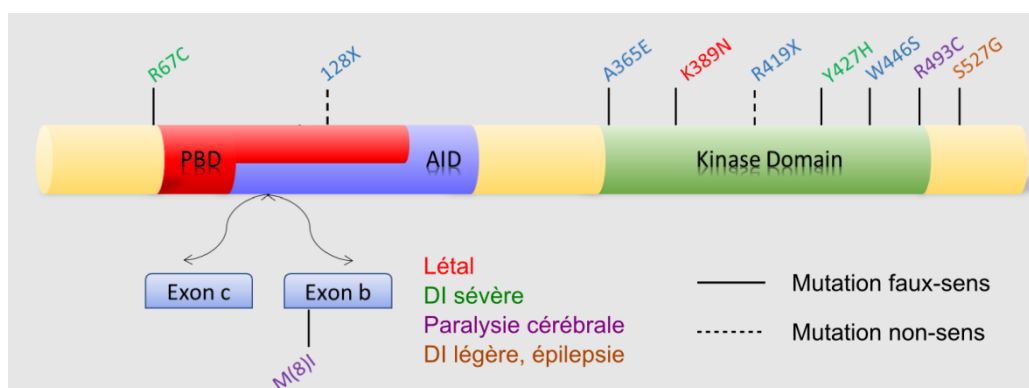 R67C
128X
A365E
K389N
R419X
Y427H
W446S
R493C
S527G
PBD
AID
Kinase Domain
Exon c
Exon b
M(8)I
Létal
DI sévère
Paralysie cérébrale
DI légère, épilepsie
Mutation faux-sens
Mutation non-sens